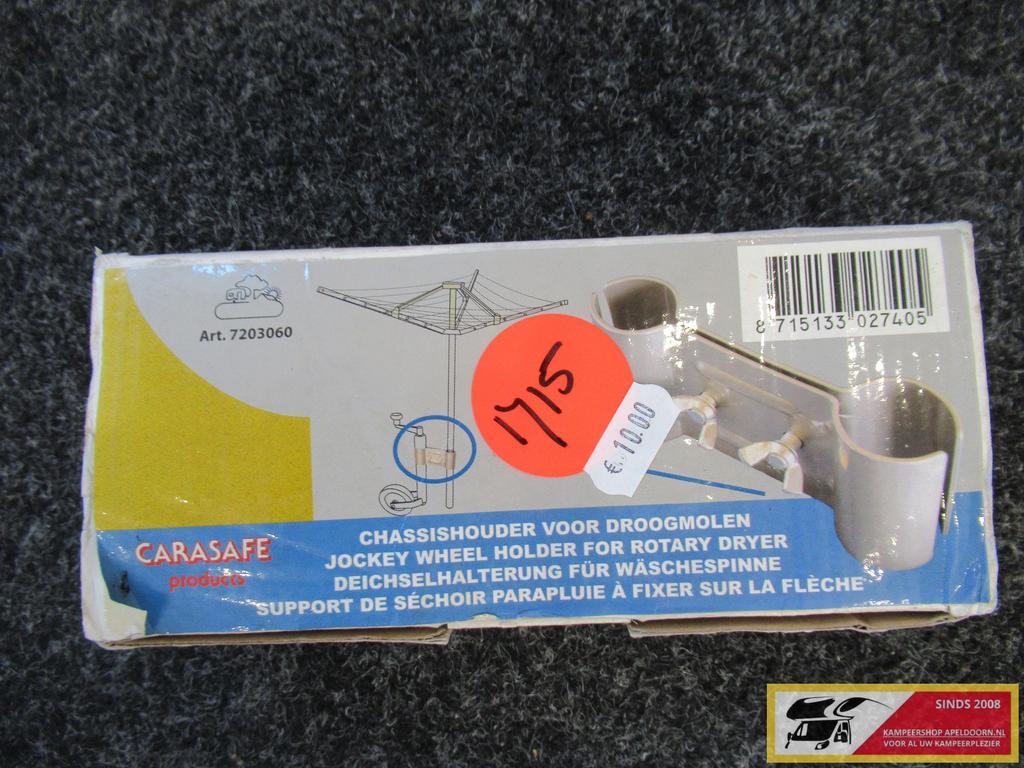 Art. 7203060
8 715133 027405
1715
€ 10.00
CHASSISHOUDER VOOR DROOGMOLEN
JOCKEY WHEEL HOLDER FOR ROTARY DRYER
DEICHSELHALTERUNG FÜR WÄSCHESPINNE
SUPPORT DE SÉCHOIR PARAPLUIE À FIXER SUR LA FLÈCHE
CARASAFE
products
SINDS 2008
KAMPEERSHOP APELDOORN.NL
VOOR AL UW KAMPEERPLEZIER